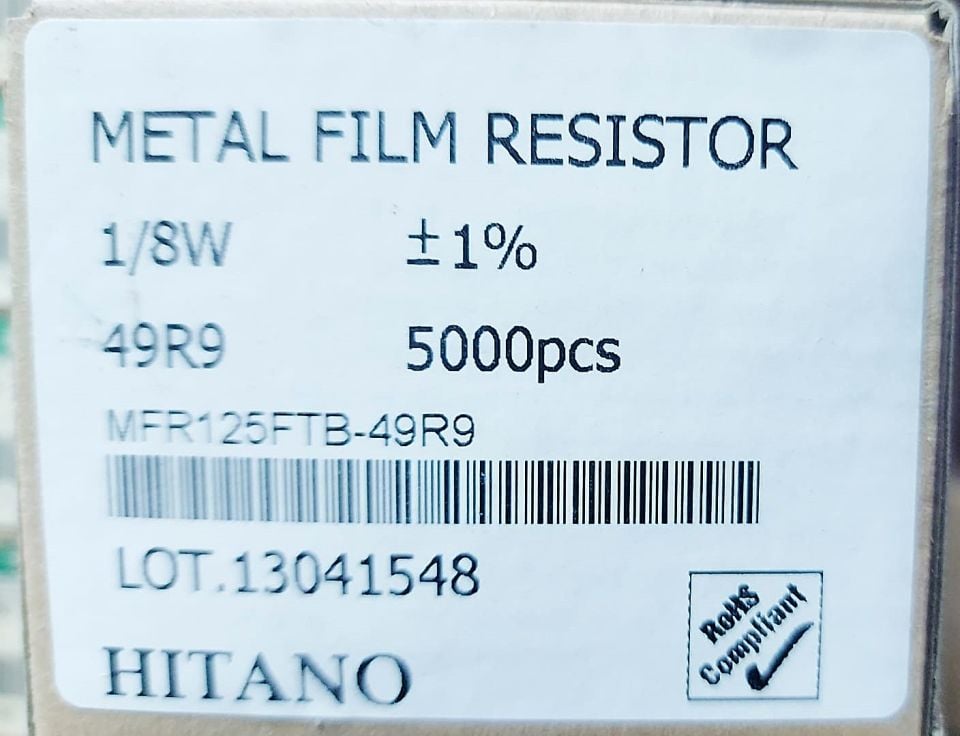 METAL FILM RESISTOR
1/8W ±1%
49R9 5000pcs
MFR125FTB-49R9
LOT.13041548
HITANO
RoHS
Compliant